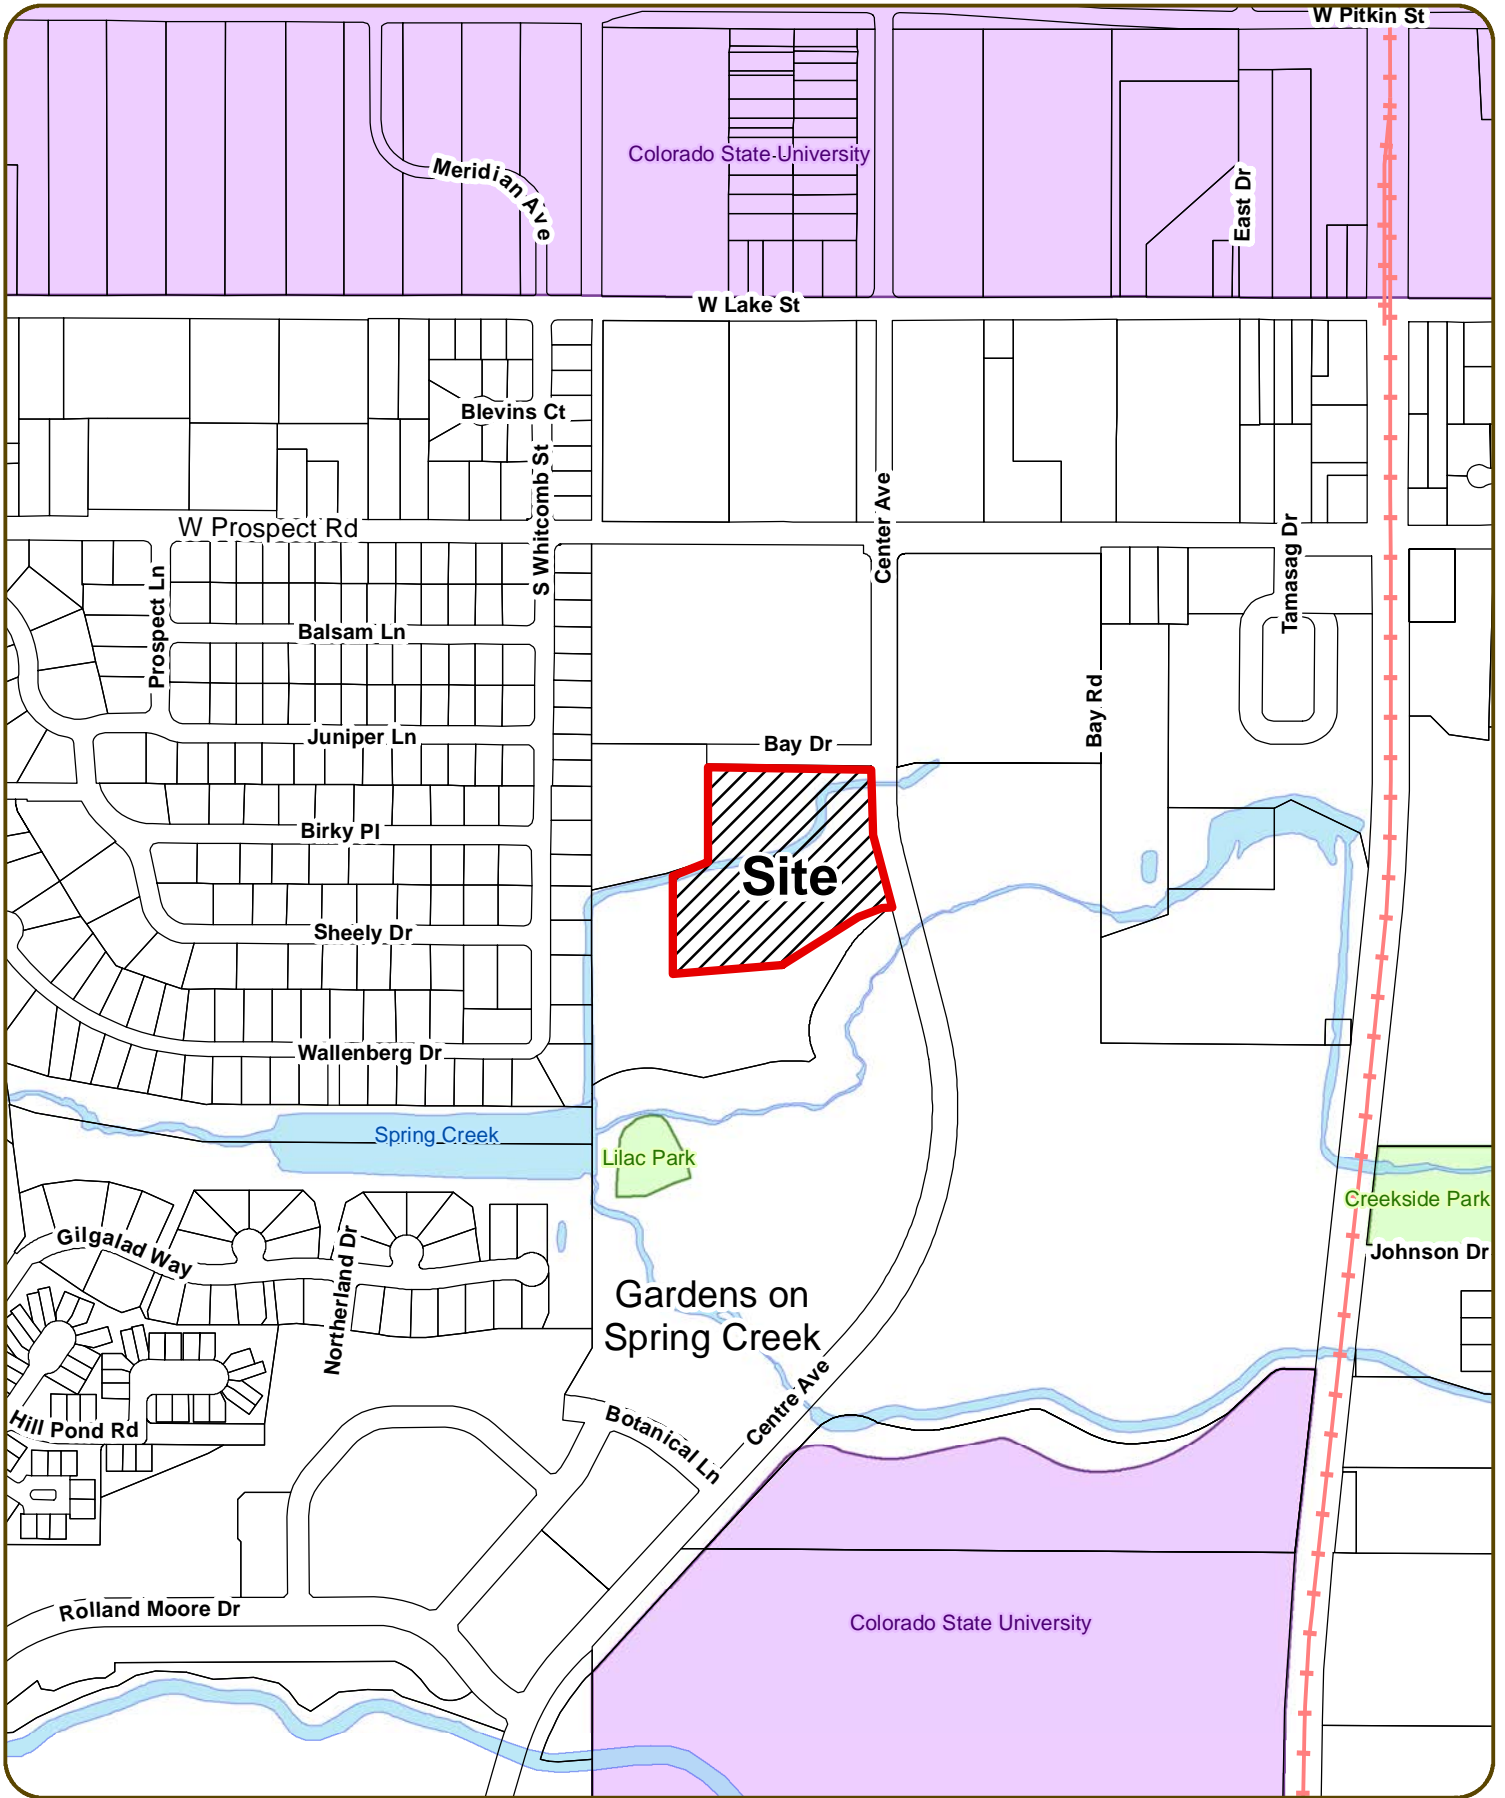 W Pitkin St
Colorado State University
Meridian Ave
East Dr
W Lake St
Blevins Ct
S Whitcomb St
Center Ave
W Prospect Rd
Tamasag Dr
Prospect Ln
Balsam Ln
Bay Rd
Juniper Ln
Bay Dr
Birky Pl
Site
Sheely Dr
Wallenberg Dr
Spring Creek
Lilac Park
Creekside Park
Gilgalad Way
Northerland Dr
Johnson Dr
Gardens on
Spring Creek
Centre Ave
Hill Pond Rd
Botanical Ln
Rolland Moore Dr
Colorado State University